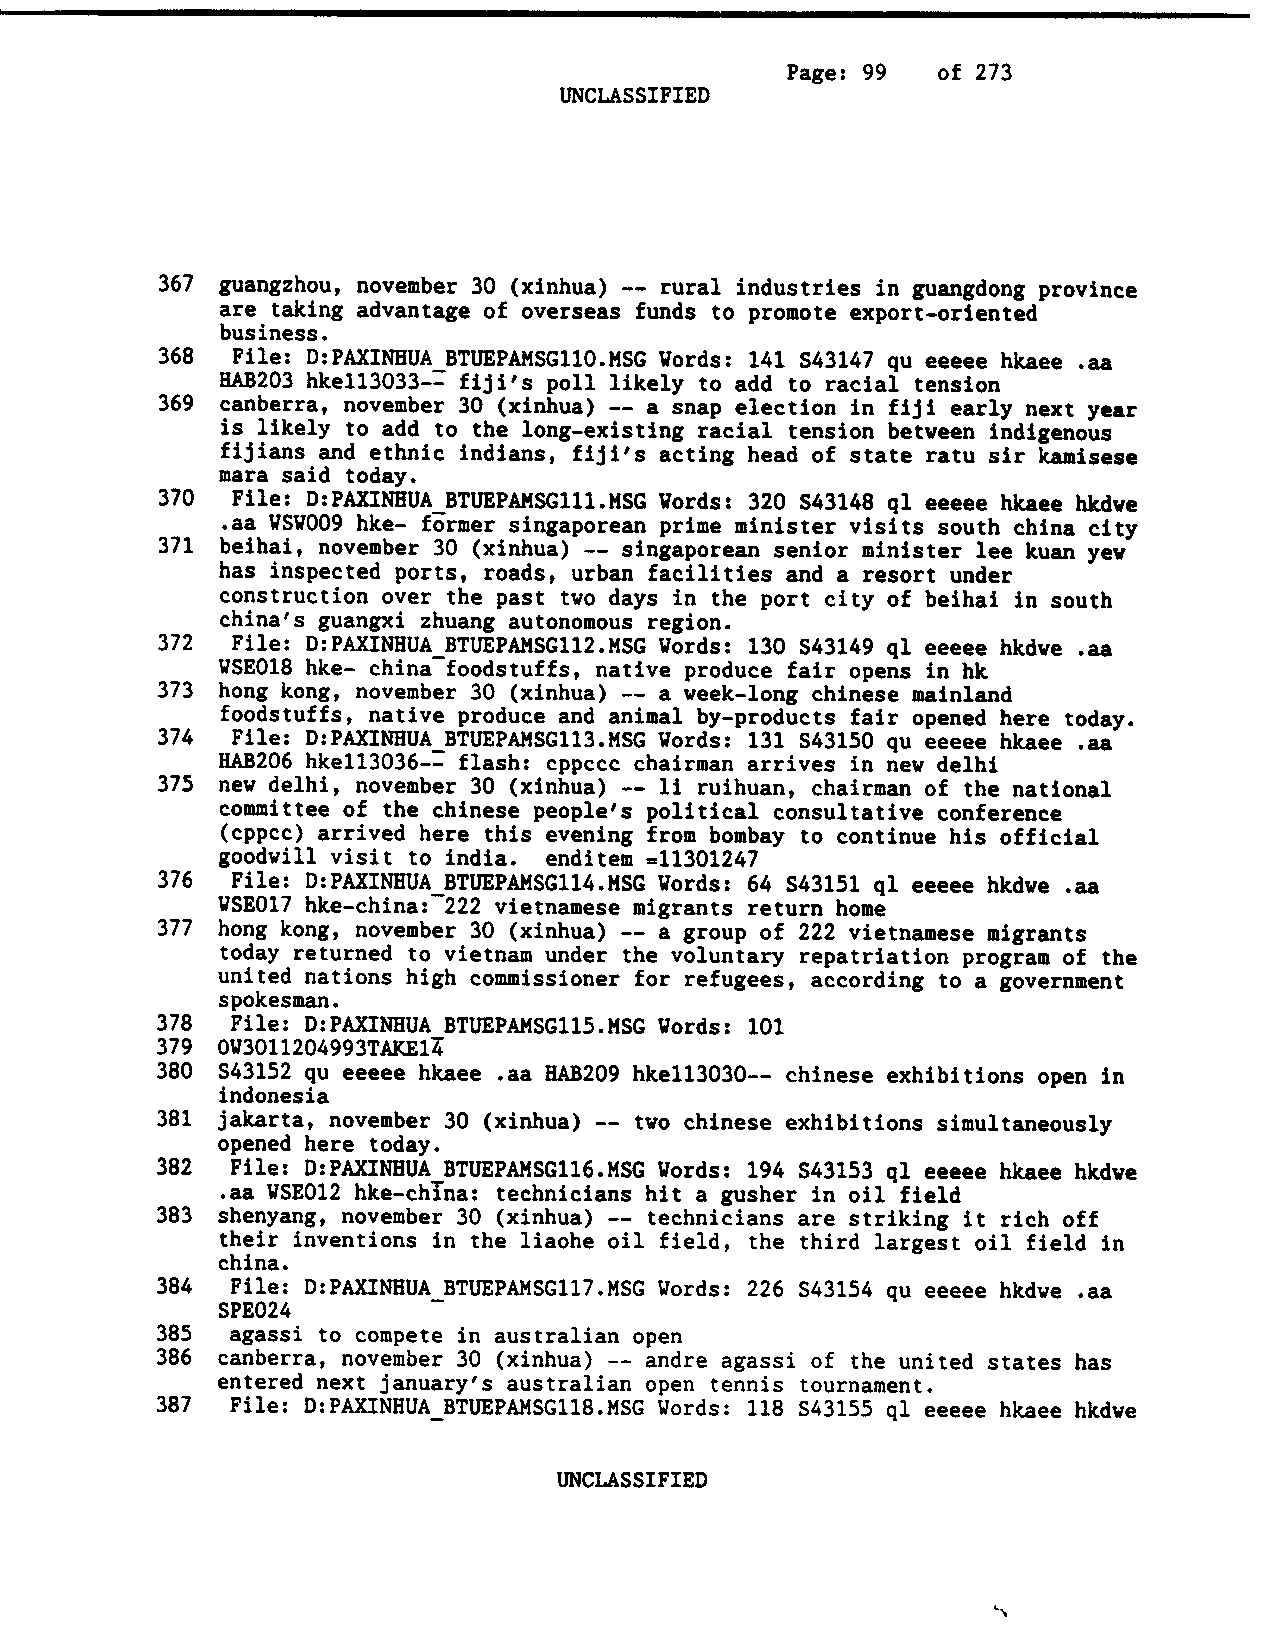 Page: 99 of 273
UNCLASSIFIED
367 guangzhou, november 30 (xinhua) -- rural industries in guangdong province
are taking advantage of overseas funds to promote export-oriented
business.
368 File: D:PAXINHUA_BTUEPAMSG110.MSG Words: 141 S43147 qu eeeee hkaee .aa
HAB203 hke113033-- fiji's poll likely to add to racial tension
369 canberra, november 30 (xinhua) -- a snap election in fiji early next year
is likely to add to the long-existing racial tension between indigenous
fijians and ethnic indians, fiji's acting head of state ratu sir kamisese
mara said today.
370 File: D:PAXINHUA_BTUEPAMSG111.MSG Words: 320 S43148 ql eeeee hkaee hkdwe
.aa WSW009 hke- former singaporean prime minister visits south china city
371 beihai, november 30 (xinhua) -- singaporean senior minister lee kuan yew
has inspected ports, roads, urban facilities and a resort under
construction over the past two days in the port city of beihai in south
china's guangxi zhuang autonomous region.
372 File: D:PAXINHUA_BTUEPAMSG112.MSG Words: 130 S43149 ql eeeee hkdwe .aa
WSE018 hke- china foodstuffs, native produce fair opens in hk
373 hong kong, november 30 (xinhua) -- a week-long chinese mainland
foodstuffs, native produce and animal by-products fair opened here today.
374 File: D:PAXINHUA_BTUEPAMSG113.MSG Words: 131 S43150 qu eeeee hkaee .aa
HAB206 hke113036-- flash: cppccc chairman arrives in new delhi
375 new delhi, november 30 (xinhua) -- li ruihuan, chairman of the national
committee of the chinese people's political consultative conference
(cppcc) arrived here this evening from bombay to continue his official
goodwill visit to india. enditem =11301247
376 File: D:PAXINHUA_BTUEPAMSG114.MSG Words: 64 S43151 ql eeeee hkdwe .aa
WSE017 hke-china: 222 vietnamese migrants return home
377 hong kong, november 30 (xinhua) -- a group of 222 vietnamese migrants
today returned to vietnam under the voluntary repatriation program of the
united nations high commissioner for refugees, according to a government
spokesman.
378 File: D:PAXINHUA_BTUEPAMSG115.MSG Words: 101
379 OW3011204993TAKE14
380 S43152 qu eeeee hkaee .aa HAB209 hke113030-- chinese exhibitions open in
indonesia
381 jakarta, november 30 (xinhua) -- two chinese exhibitions simultaneously
opened here today.
382 File: D:PAXINHUA_BTUEPAMSG116.MSG Words: 194 S43153 ql eeeee hkaee hkdwe
.aa WSE012 hke-china: technicians hit a gusher in oil field
383 shenyang, november 30 (xinhua) -- technicians are striking it rich off
their inventions in the liaohe oil field, the third largest oil field in
china.
384 File: D:PAXINHUA_BTUEPAMSG117.MSG Words: 226 S43154 qu eeeee hkdwe .aa
SPE024
385 agassi to compete in australian open
386 canberra, november 30 (xinhua) -- andre agassi of the united states has
entered next january's australian open tennis tournament.
387 File: D:PAXINHUA_BTUEPAMSG118.MSG Words: 118 S43155 ql eeeee hkaee hkdwe
UNCLASSIFIED